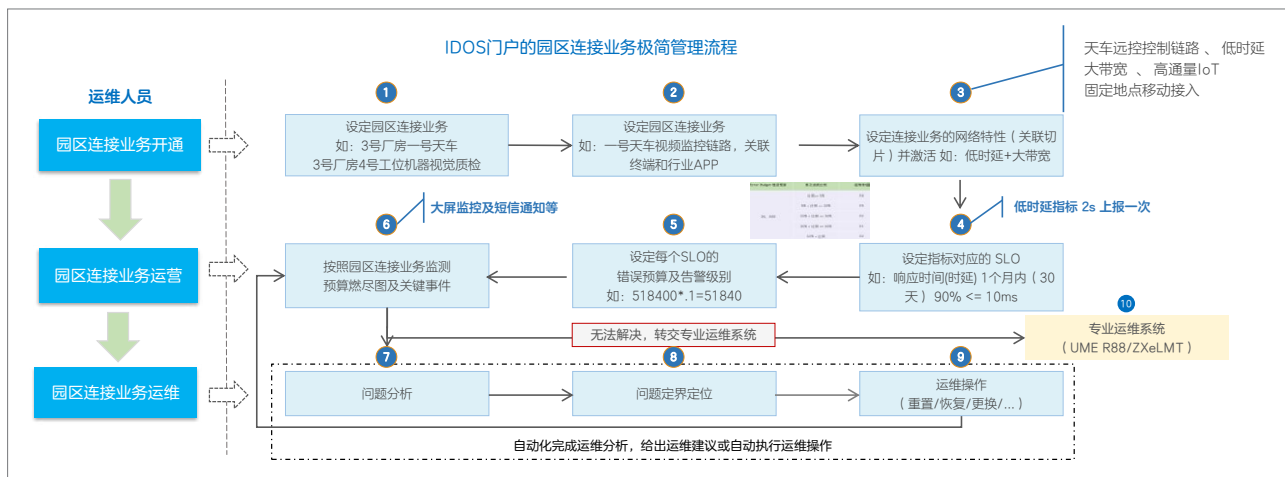 IDOS门户的园区连接业务极简管理流程
天车远控控制链路 、 低时延
大带宽 、 高通量IoT
固定地点移动接入
运维人员
园区连接业务开通
园区连接业务运营
园区连接业务运维
1
设定园区连接业务
如：3号厂房一号天车
3号厂房4号工位机器视觉质检
2
设定园区连接业务
如：一号天车视频监控链路，关联
终端和行业APP
3
设定连接业务的网络特性（关联切
片）并激活 如：低时延+大带宽
低时延指标 2s 上报一次
4
设定指标对应的 SLO
如：响应时间(时延) 1个月内（30
天）90% <= 10ms
5
设定每个SLO的
错误预算及告警级别
如：518400*.1=51840
大屏监控及短信通知等
6
按照园区连接业务监测
预算燃尽图及关键事件
无法解决，转交专业运维系统
10
专业运维系统
（UME R88/ZXeLMT）
7
问题分析
8
问题定界定位
9
运维操作
（重置/恢复/更换/...）
自动化完成运维分析，给出运维建议或自动执行运维操作